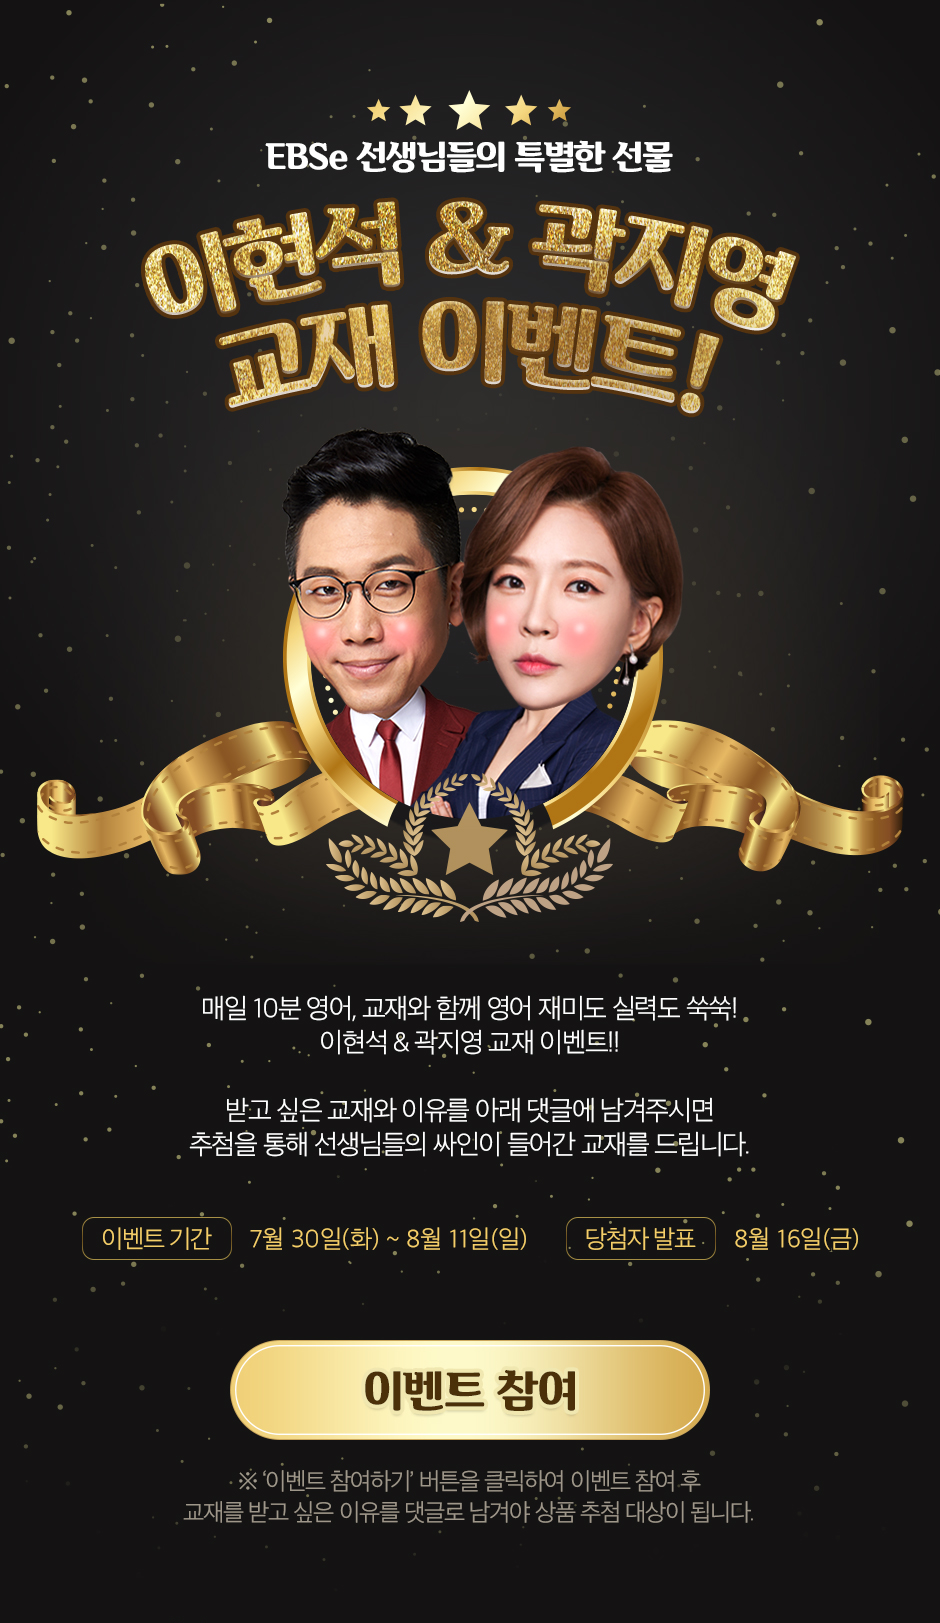 EBSe 선생님들의 특별한 선물
이현석 & 곽지영
교재 이벤트!
매일 10분 영어, 교재와 함께 영어 재미도 실력도 쑥쑥!
이현석 & 곽지영 교재 이벤트!!
받고 싶은 교재와 이유를 아래 댓글에 남겨주시면
추첨을 통해 선생님들의 싸인이 들어간 교재를 드립니다.
이벤트 기간 7월 30일(화) ~ 8월 11일(일) 당첨자 발표 8월 16일(금)
이벤트 참여
※ ‘이벤트 참여하기’ 버튼을 클릭하여 이벤트 참여 후
교재를 받고 싶은 이유를 댓글로 남겨야 상품 추첨 대상이 됩니다.